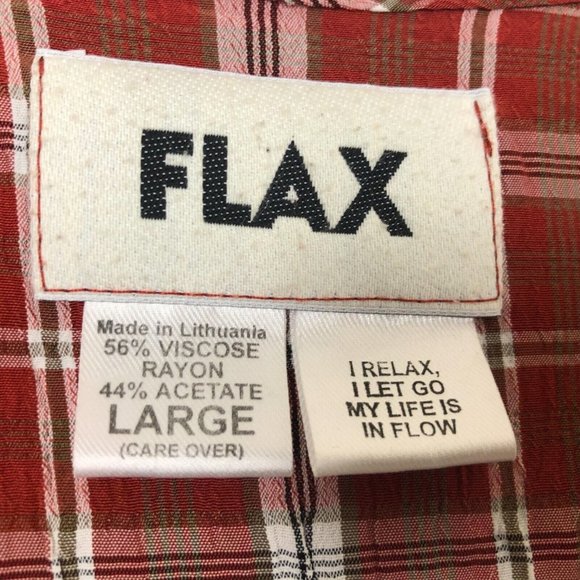 FLAX
Made in Lithuania
56% VISCOSE
RAYON
44% ACETATE
LARGE
(CARE OVER)
I RELAX,
I LET GO
MY LIFE IS
IN FLOW